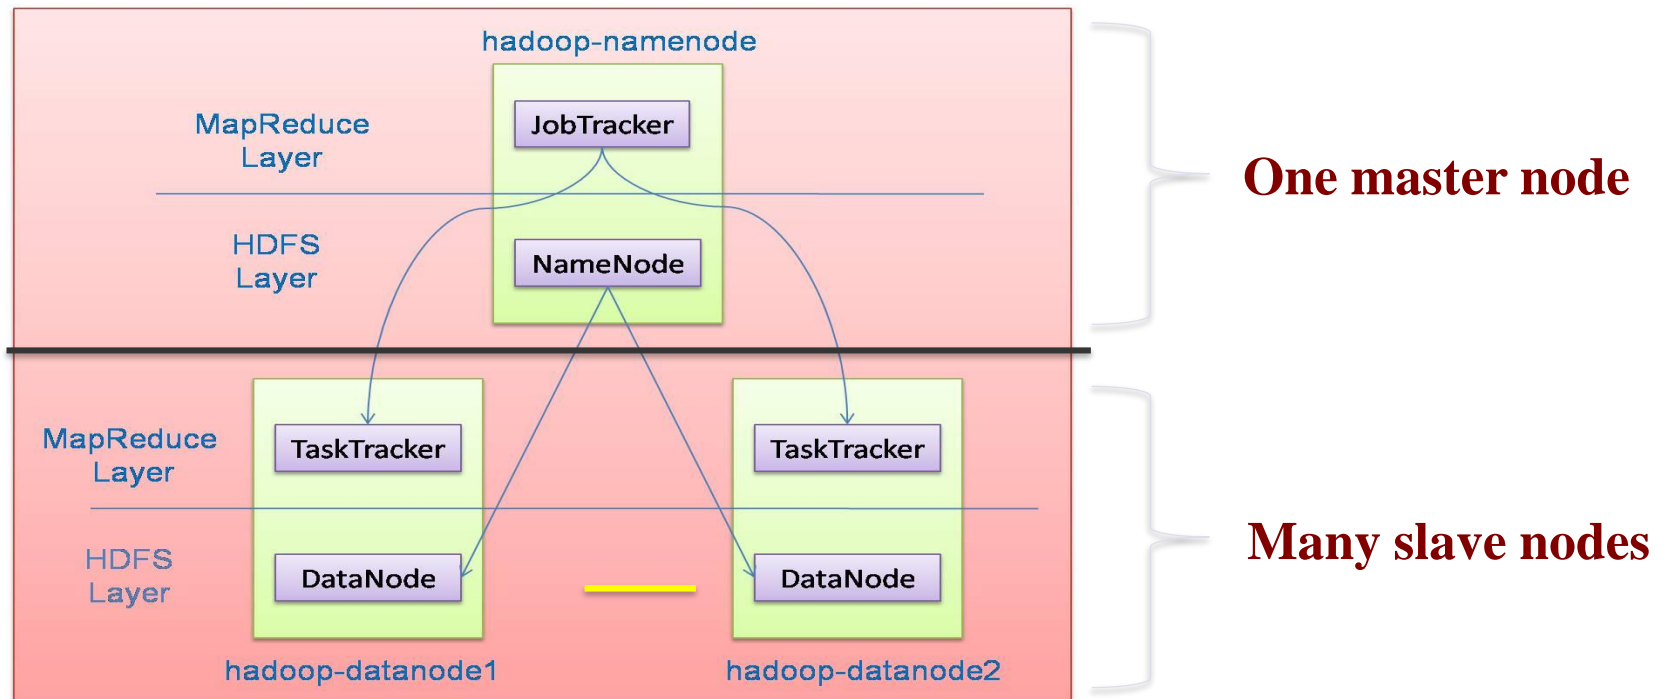 hadoop-namenode
MapReduce
Layer
JobTracker
One master node
HDFS
Layer
NameNode
MapReduce
Layer
TaskTracker
TaskTracker
Many slave nodes
HDFS
Layer
DataNode
DataNode
hadoop-datanode1
hadoop-datanode2